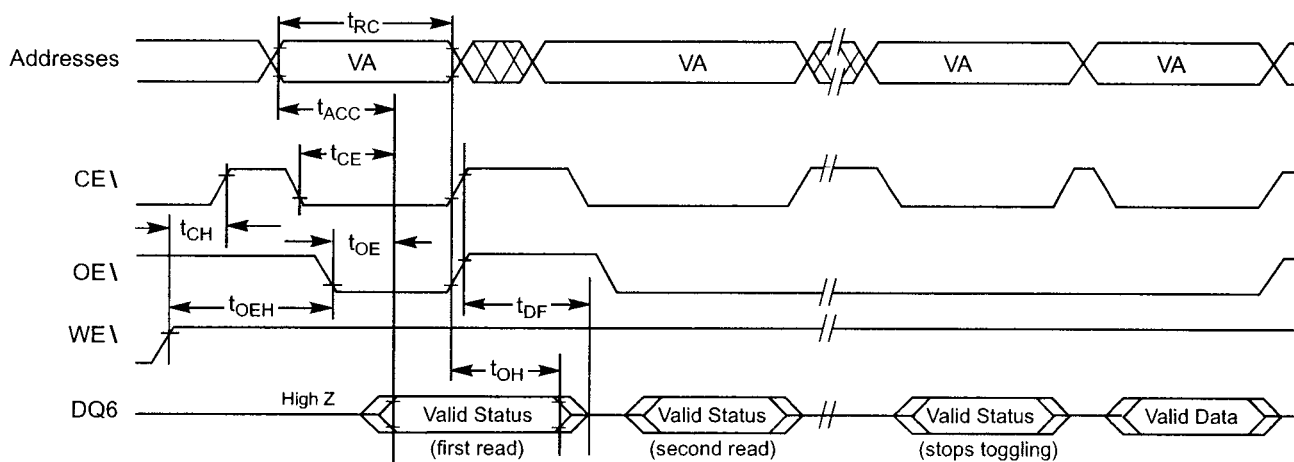 tRC
Addresses VA VA VA VA
tACC
tCE
CE\
tCH tOE
OE\
tOEH tDF
WE\
tOH
DQ6 High Z Valid Status Valid Status Valid Status Valid Data
(first read) (second read) (stops toggling)